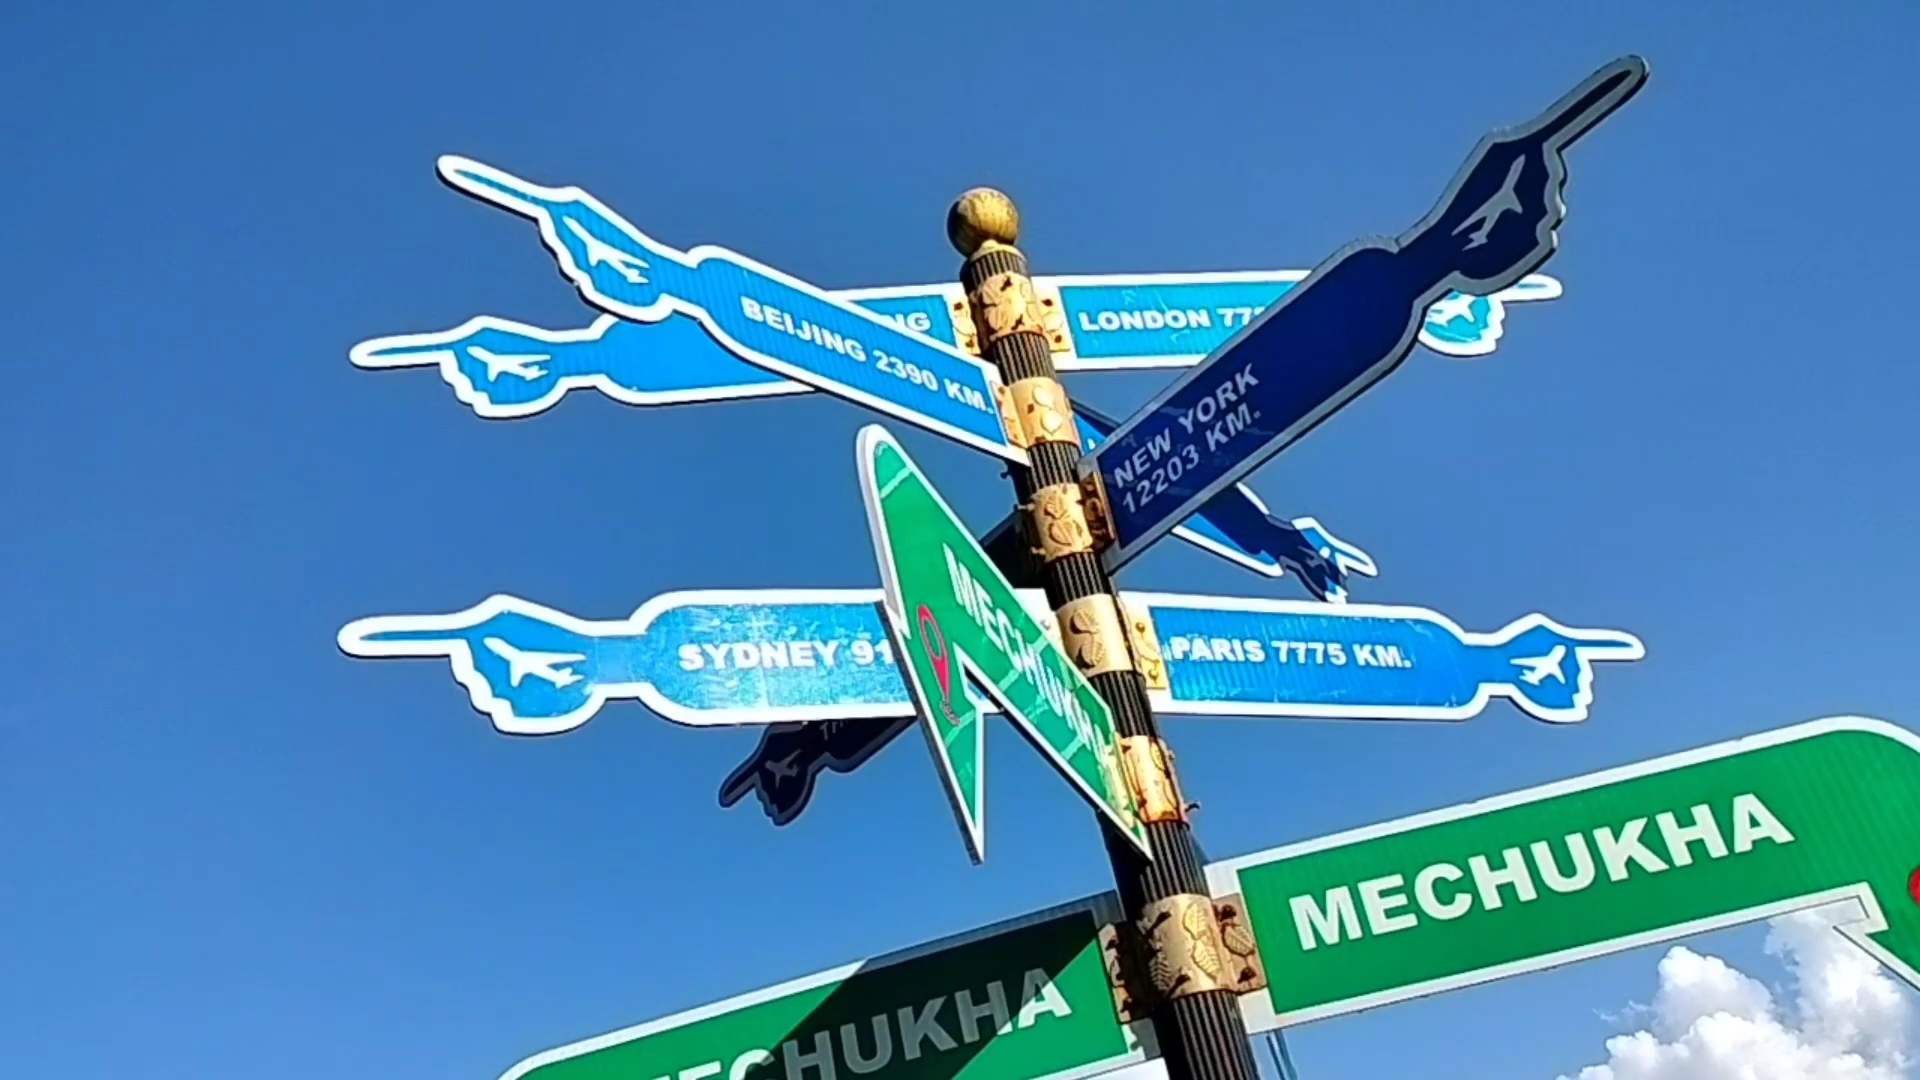 BEIJING 2390 KM.
LONDON
NEW YORK
12203 KM.
SYDNEY
PARIS 7775 KM.
MECHUKHA
MECHUKHA
MECHUKHA